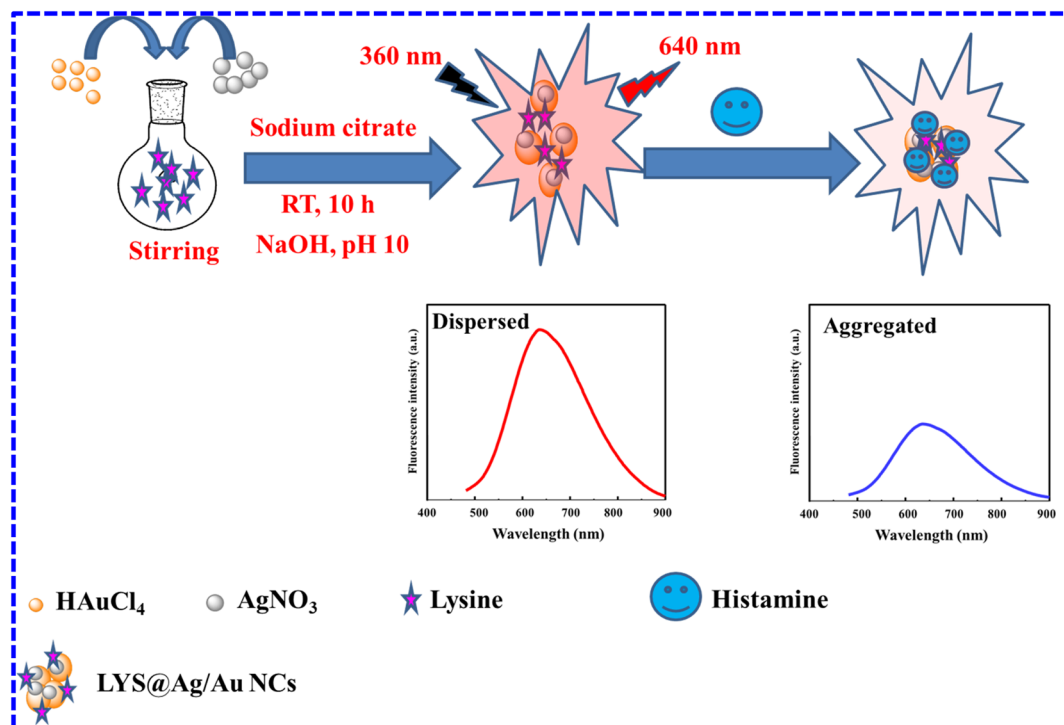 360 nm
640 nm
Sodium citrate
RT, 10 h
NaOH, pH 10
Stirring
Dispersed
Fluorescence intensity (a.u.)
400 500 600 700 800 900
Wavelength (nm)
Aggregated
Fluorescence intensity (a.u.)
400 500 600 700 800 900
Wavelength (nm)
HAuCl₄
AgNO₃
Lysine
Histamine
LYS@Ag/Au NCs